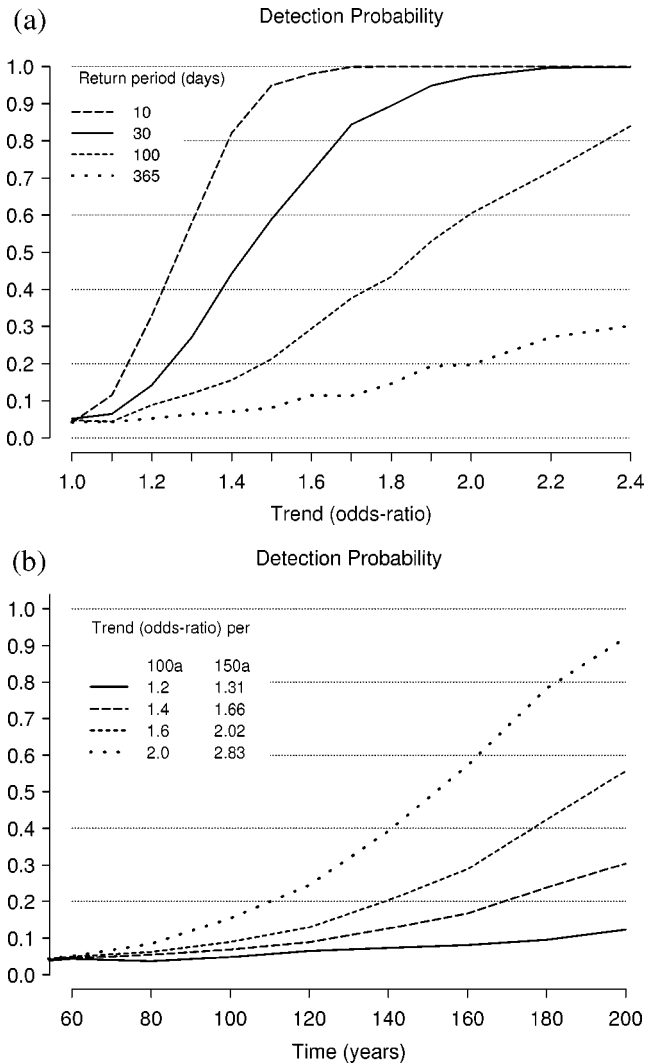 (a)
Detection Probability
1.0
0.9
0.8
0.7
0.6
0.5
0.4
0.3
0.2
0.1
0.0
Return period (days)
10
30
100
365
1.0 1.2 1.4 1.6 1.8 2.0 2.2 2.4
Trend (odds-ratio)
(b)
Detection Probability
1.0
0.9
0.8
0.7
0.6
0.5
0.4
0.3
0.2
0.1
0.0
Trend (odds-ratio) per
100a 150a
1.2 1.31
1.4 1.66
1.6 2.02
2.0 2.83
60 80 100 120 140 160 180 200
Time (years)